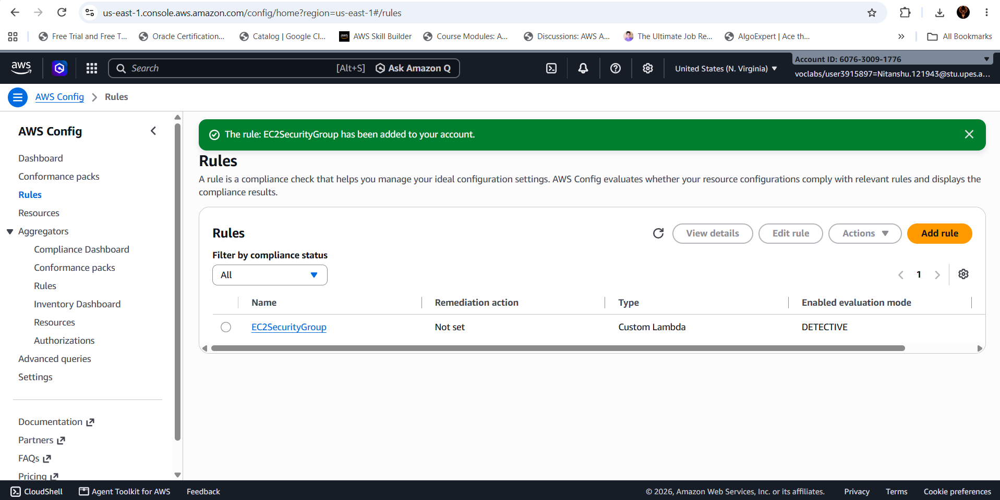 us-east-1.console.aws.amazon.com/config/home?region=us-east-1#/rules
Free Trial and Free T... Oracle Certification... Catalog | Google Cl... AWS Skill Builder Course Modules: A... Discussions: AWS A... The Ultimate Job Re... AlgoExpert | Ace th... » All Bookmarks
aws Search [Alt+S] Ask Amazon Q United States (N. Virginia) Account ID: 6076-3009-1776
voclabs/user3915897=Nitanshu.121943@stu.upes.a...
AWS Config > Rules
AWS Config
Dashboard
Conformance packs
Rules
Resources
Aggregators
Compliance Dashboard
Conformance packs
Rules
Inventory Dashboard
Resources
Authorizations
Advanced queries
Settings
Documentation
Partners
FAQs
Pricing
The rule: EC2SecurityGroup has been added to your account.
Rules
A rule is a compliance check that helps you manage your ideal configuration settings. AWS Config evaluates whether your resource configurations comply with relevant rules and displays the
compliance results.
Rules View details Edit rule Actions Add rule
Filter by compliance status
All 1
Name Remediation action Type Enabled evaluation mode
EC2SecurityGroup Not set Custom Lambda DETECTIVE
CloudShell Agent Toolkit for AWS Feedback © 2026, Amazon Web Services, Inc. or its affiliates. Privacy Terms Cookie preferences